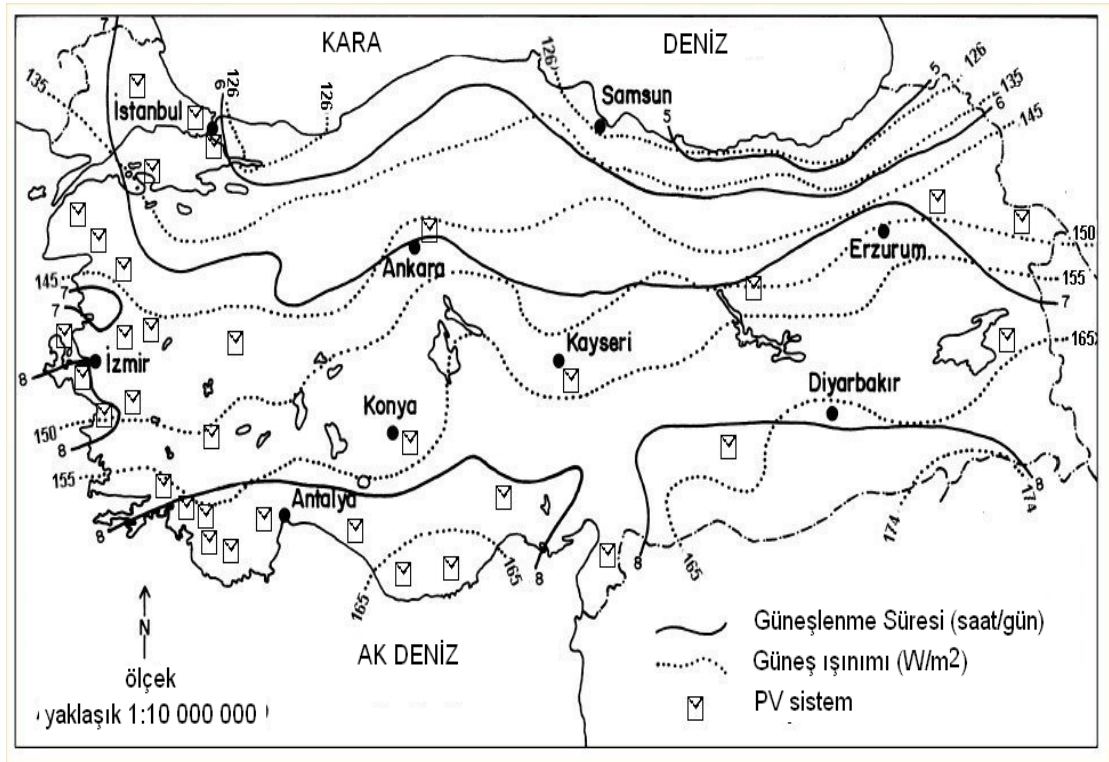 KARA DENİZ
7
126
5
126
135
6
145
135
İstanbul
126
6
126
Samsun
5
150
Ankara
Erzurum
155
7
145
7
7
165
8
İzmir
Kayseri
Diyarbakır
150
8
Konya
155
8
Antalya
8
174
174
165
165
8
8
165
N
AK DENİZ
ölçek
yaklaşık 1:10 000 000
Güneşlenme Süresi (saat/gün)
Güneş ışınımı (W/m2)
PV sistem